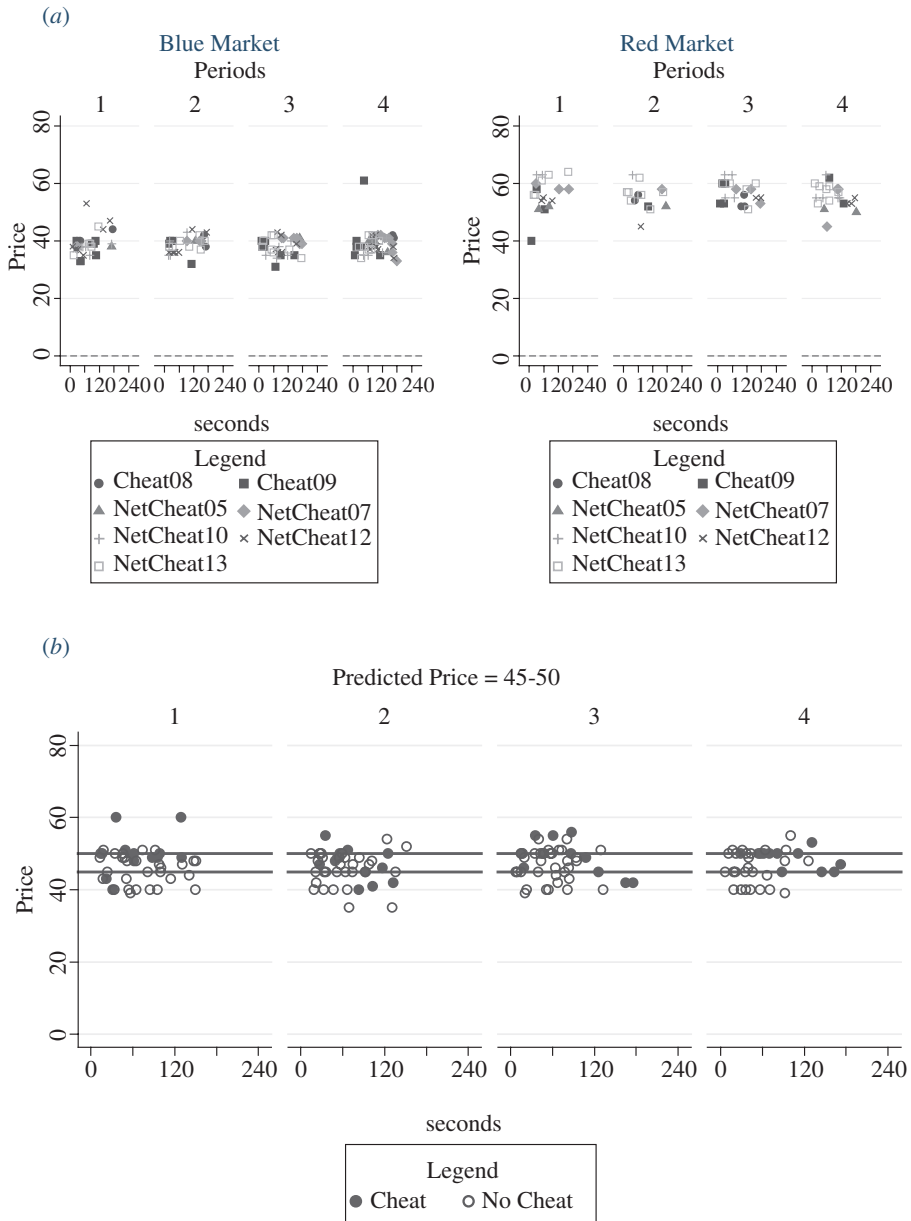 (a)
Blue Market
Periods
1 2 3 4
Price
0 20 40 60 80
0 120 240 0 120 240 0 120 240 0 120 240
seconds
Legend
Cheat08 Cheat09
NetCheat05 NetCheat07
NetCheat10 NetCheat12
NetCheat13
Red Market
Periods
1 2 3 4
Price
0 20 40 60 80
0 120 240 0 120 240 0 120 240 0 120 240
seconds
Legend
Cheat08 Cheat09
NetCheat05 NetCheat07
NetCheat10 NetCheat12
NetCheat13
(b)
Predicted Price = 45-50
1 2 3 4
Price
0 20 40 60 80
0 120 240 0 120 240 0 120 240 0 120 240
seconds
Legend
Cheat No Cheat